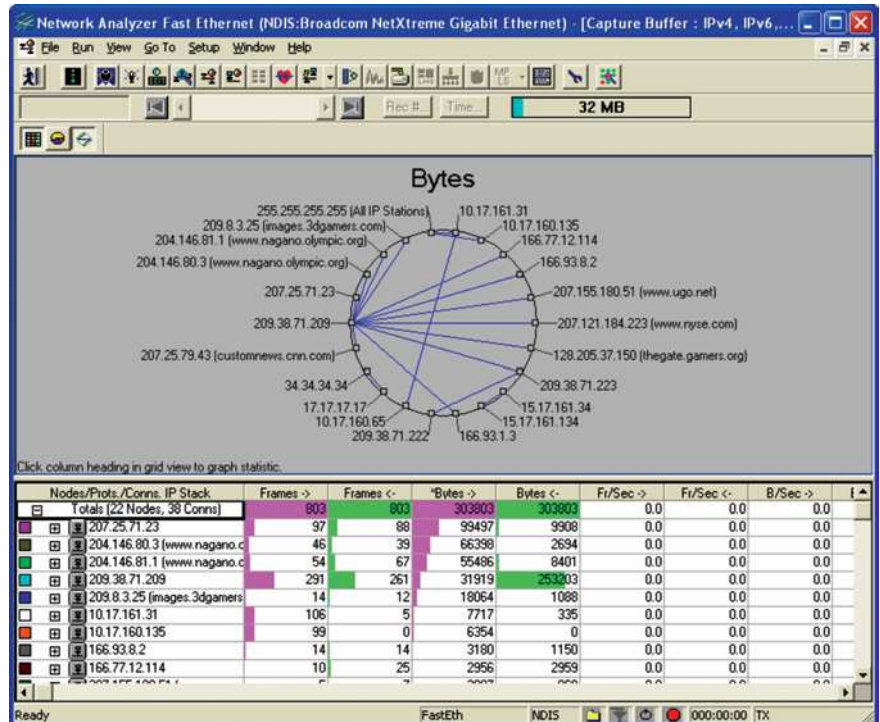 Network Analyzer Fast Ethernet (NDIS:Broadcom NetXtreme Gigabit Ethernet) - [Capture Buffer : IPv4, IPv6,...
File Run View Go To Setup Window Help
Rec #... Time... 32 MB
Bytes
255.255.255.255 (All IP Stations) 10.17.161.31
209.8.3.25 (images.3dgamers.com) 10.17.160.135
204.146.81.1 (www.nagano.olympic.org) 166.77.12.114
204.146.80.3 (www.nagano.olympic.org) 166.93.8.2
207.25.71.23 207.155.180.51 (www.ugo.net)
209.38.71.209 207.121.184.223 (www.nyse.com)
207.25.79.43 (customnews.cnn.com) 128.205.37.150 (thegate.gamers.org)
34.34.34.34 209.38.71.223
17.17.17.17 15.17.161.34
10.17.160.65 15.17.161.134
209.38.71.222 166.93.1.3
Click column heading in grid view to graph statistic.
Nodes/Prots./Conns. IP Stack Frames -> Frames <- *Bytes -> Bytes <- Fr/Sec -> Fr/Sec <- B/Sec ->
Totals (22 Nodes, 38 Conns) 803 803 303803 303803 0.0 0.0 0.0
207.25.71.23 97 88 99497 9908 0.0 0.0 0.0
204.146.80.3 (www.nagano.c 46 39 66398 2694 0.0 0.0 0.0
204.146.81.1 (www.nagano.c 54 67 55486 8401 0.0 0.0 0.0
209.38.71.209 291 261 31919 253203 0.0 0.0 0.0
209.8.3.25 (images.3dgamers 14 12 18064 1088 0.0 0.0 0.0
10.17.161.31 106 5 7717 335 0.0 0.0 0.0
10.17.160.135 99 0 6354 0 0.0 0.0 0.0
166.93.8.2 14 14 3180 1150 0.0 0.0 0.0
166.77.12.114 10 25 2956 2959 0.0 0.0 0.0
Ready FastEth NDIS 000:00:00 TX